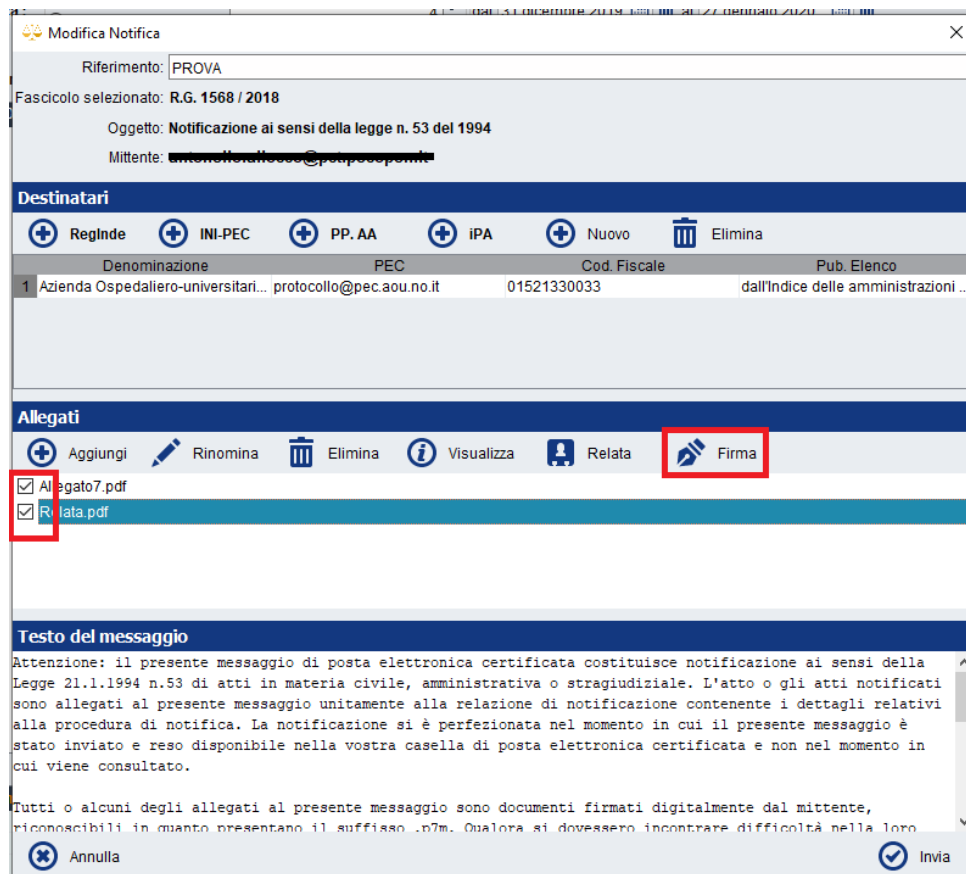 dal 31 dicembre 2019 al 27 gennaio 2020
Modifica Notifica
Riferimento: PROVA
Fascicolo selezionato: R.G. 1568 / 2018
Oggetto: Notificazione ai sensi della legge n. 53 del 1994
Mittente:
Destinatari
RegInde INI-PEC PP. AA iPA Nuovo Elimina
Denominazione PEC Cod. Fiscale Pub. Elenco
1 Azienda Ospedaliero-universitari... protocollo@pec.aou.no.it 01521330033 dall'Indice delle amministrazioni ...
Allegati
Aggiungi Rinomina Elimina Visualizza Relata Firma
Allegato7.pdf
Relata.pdf
Testo del messaggio
Attenzione: il presente messaggio di posta elettronica certificata costituisce notificazione ai sensi della
Legge 21.1.1994 n.53 di atti in materia civile, amministrativa o stragiudiziale. L'atto o gli atti notificati
sono allegati al presente messaggio unitamente alla relazione di notificazione contenente i dettagli relativi
alla procedura di notifica. La notificazione si è perfezionata nel momento in cui il presente messaggio è
stato inviato e reso disponibile nella vostra casella di posta elettronica certificata e non nel momento in
cui viene consultato.
Tutti o alcuni degli allegati al presente messaggio sono documenti firmati digitalmente dal mittente,
riconoscibili in quanto presentano il suffisso .p7m. Qualora si dovessero incontrare difficoltà nella loro
Annulla Invia